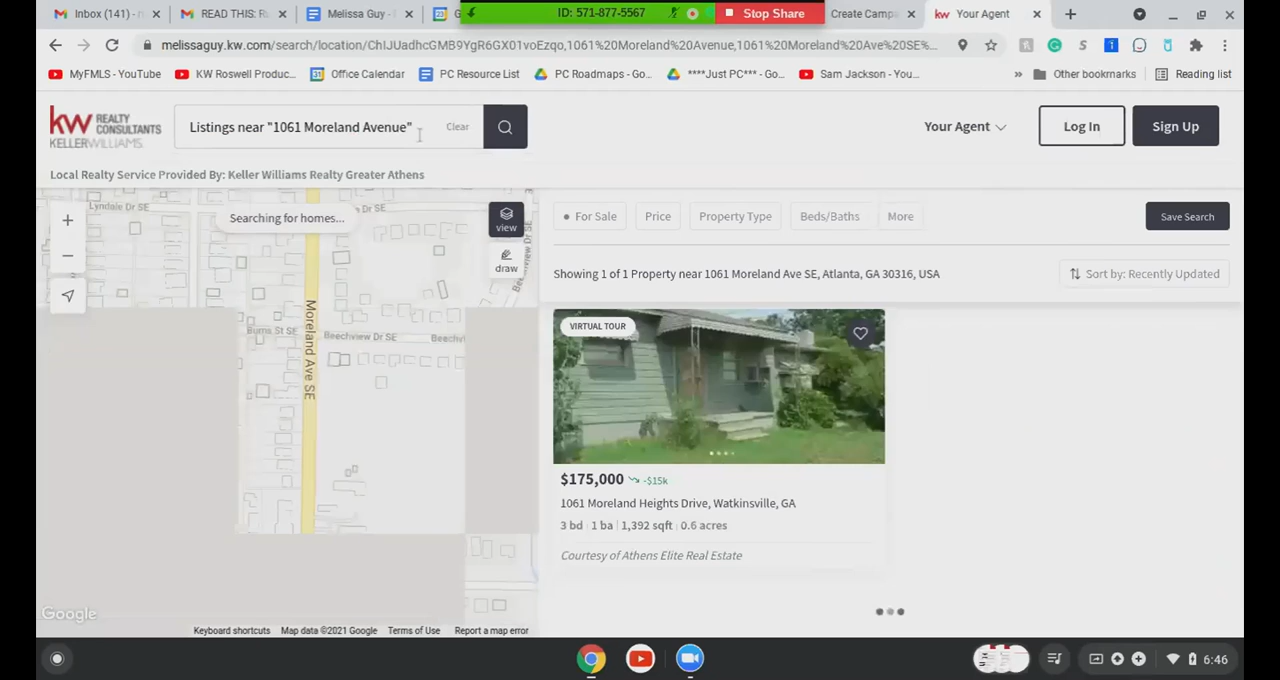 Inbox (141) - n
READ THIS: R
Melissa Guy -
G
ID: 571-877-5567
Stop Share
Create Campa
kw Your Agent
melissaguy.kw.com/search/location/ChIJUadhcGMB9YgR6GX01voEzqo,1061%20Moreland%20Avenue,1061%20Moreland%20Ave%20SE%...
MyFMLS - YouTube
KW Roswell Produc...
Office Calendar
PC Resource List
PC Roadmaps - Go...
****Just PC*** - Go...
Sam Jackson - You...
»
Other bookmarks
Reading list
kw REALTY CONSULTANTS
KELLERWILLIAMS
Listings near "1061 Moreland Avenue"
Clear
Your Agent
Log In
Sign Up
Local Realty Service Provided By: Keller Williams Realty Greater Athens
Lyndale Dr SE
Searching for homes...
e Dr SE
view
draw
For Sale
Price
Property Type
Beds/Baths
More
Save Search
Showing 1 of 1 Property near 1061 Moreland Ave SE, Atlanta, GA 30316, USA
Sort by: Recently Updated
Moreland Ave SE
Burns St SE
Beechview Dr SE
Beechvi
VIRTUAL TOUR
$175,000
-$15k
1061 Moreland Heights Drive, Watkinsville, GA
3 bd | 1 ba | 1,392 sqft | 0.6 acres
Courtesy of Athens Elite Real Estate
Google
Keyboard shortcuts
Map data ©2021 Google
Terms of Use
Report a map error
6:46